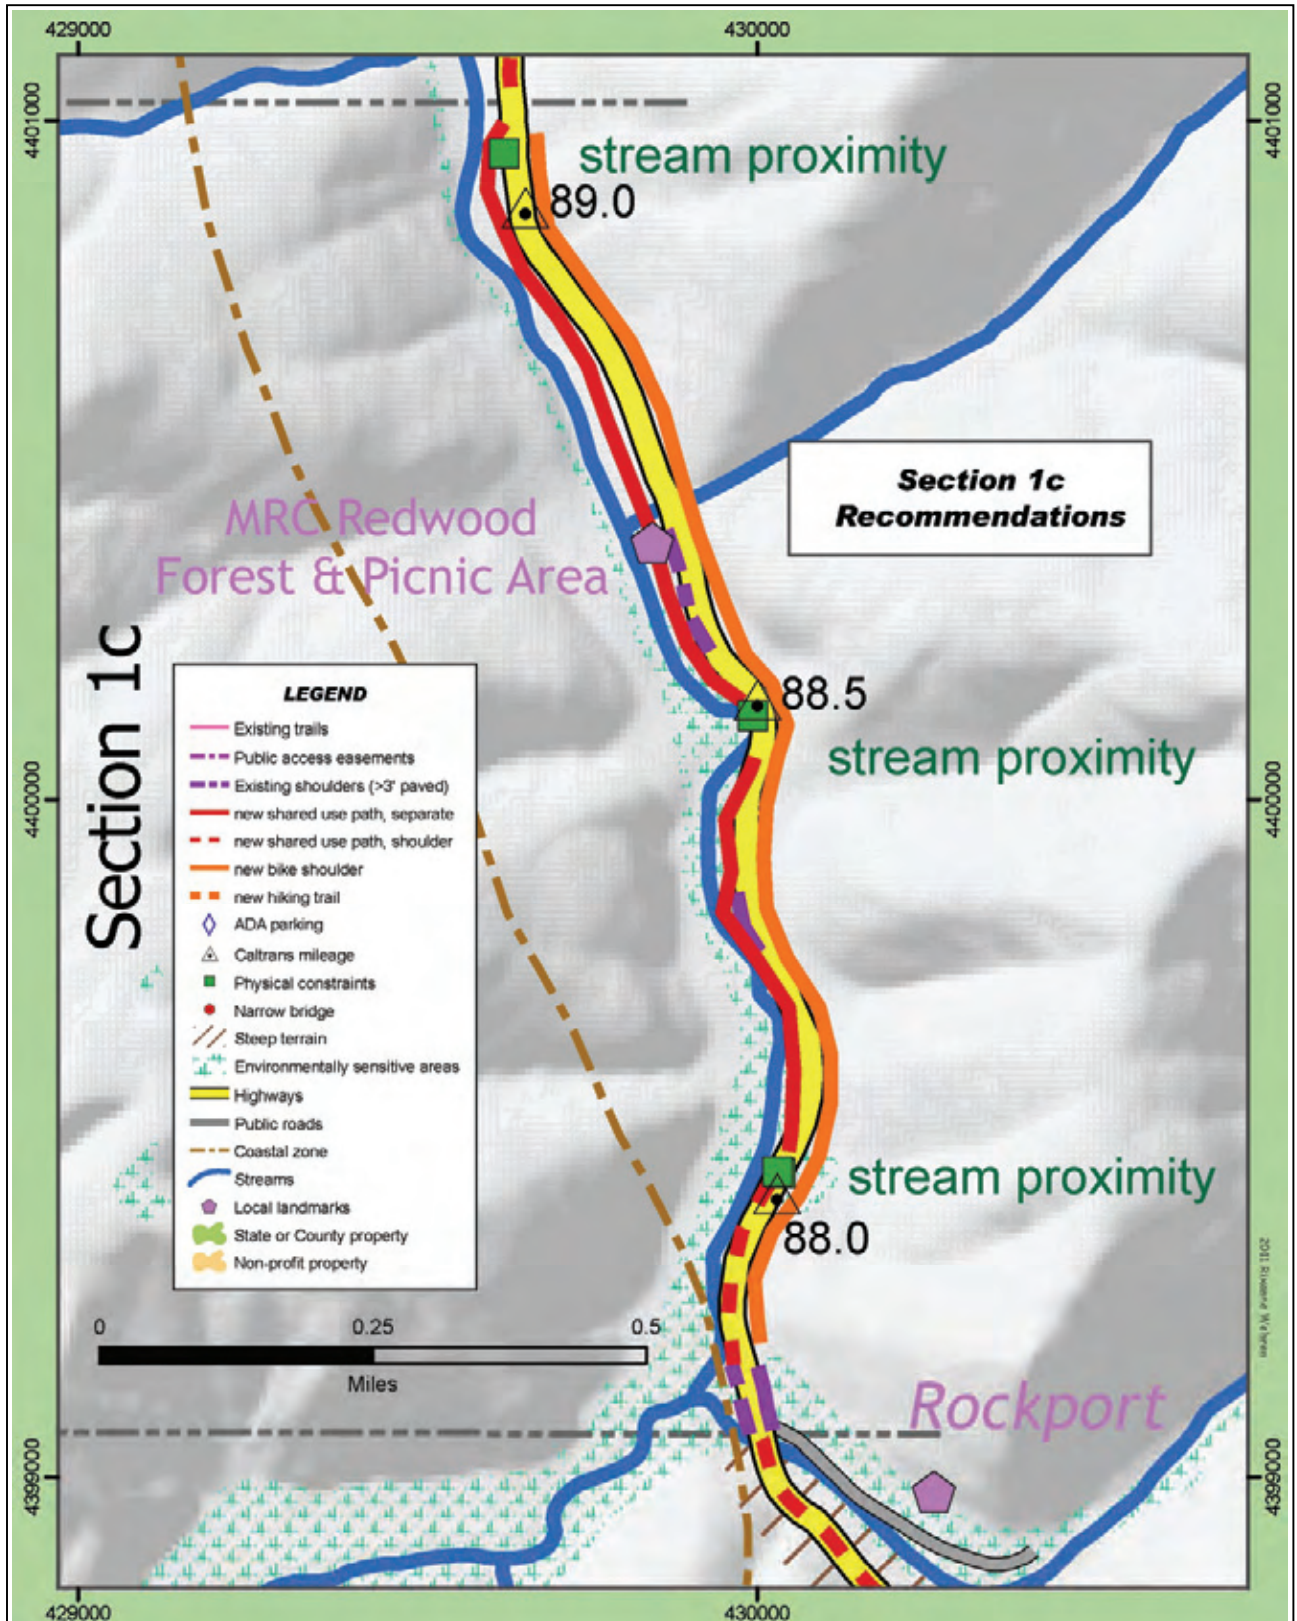 429000
430000
4401000
4401000
stream proximity
89.0
Section 1c
Recommendations
MRC Redwood
Forest & Picnic Area
Section 1c
88.5
stream proximity
LEGEND
Existing trails
Public access easements
Existing shoulders (>3' paved)
new shared use path, separate
new shared use path, shoulder
new bike shoulder
new hiking trail
ADA parking
Caltrans mileage
Physical constraints
Narrow bridge
Steep terrain
Environmentally sensitive areas
Highways
Public roads
Coastal zone
Streams
Local landmarks
State or County property
Non-profit property
4400000
4400000
stream proximity
88.0
0
0.25
0.5
Miles
Rockport
4399000
4399000
429000
430000